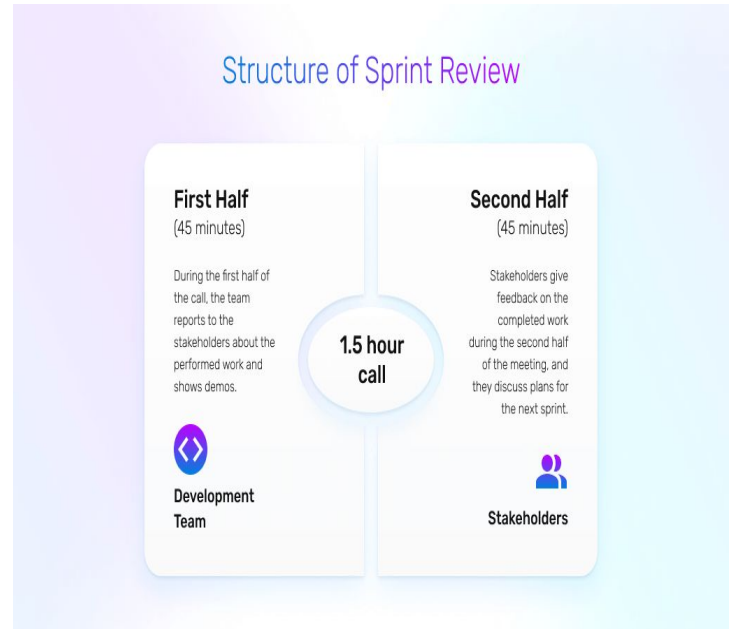 Structure of Sprint Review
First Half
(45 minutes)
During the first half of
the call, the team
reports to the
stakeholders about the
performed work and
shows demos.
Development
Team
1.5 hour
call
Second Half
(45 minutes)
Stakeholders give
feedback on the
completed work
during the second half
of the meeting, and
they discuss plans for
the next sprint.
Stakeholders